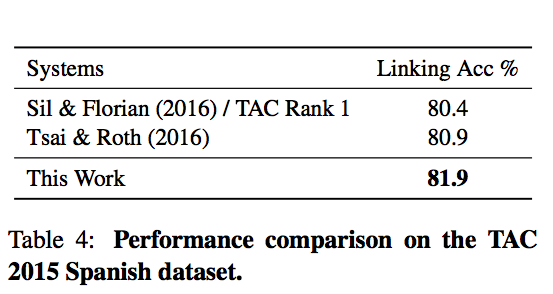 Systems Linking Acc %
Sil & Florian (2016) / TAC Rank 1 80.4
Tsai & Roth (2016) 80.9
This Work 81.9
Table 4: Performance comparison on the TAC
2015 Spanish dataset.